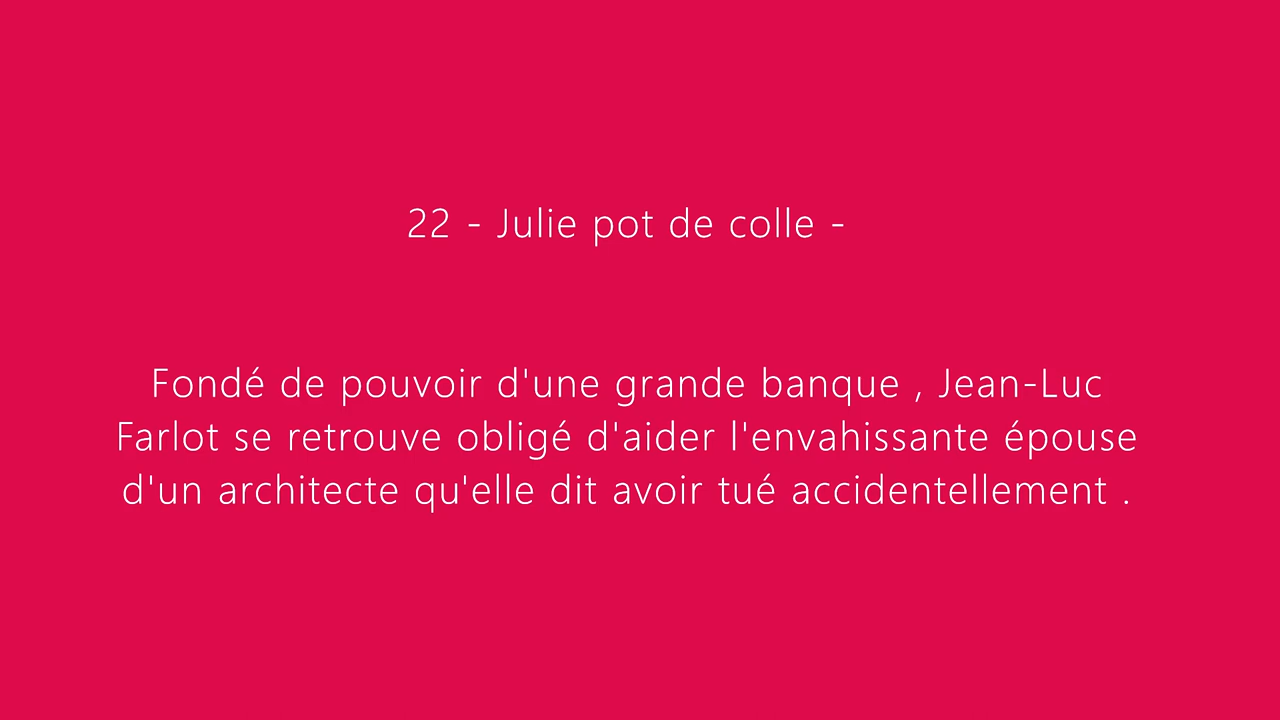 22 - Julie pot de colle -
Fondé de pouvoir d'une grande banque , Jean-Luc
Farlot se retrouve obligé d'aider l'envahissante épouse
d'un architecte qu'elle dit avoir tué accidentellement .